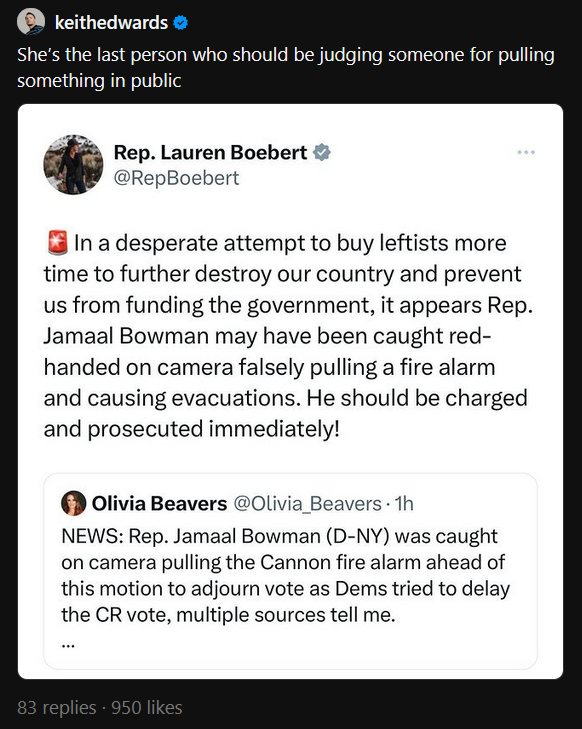 keithedwards
She's the last person who should be judging someone for pulling
something in public
Rep. Lauren Boebert
@RepBoebert
🚨 In a desperate attempt to buy leftists more
time to further destroy our country and prevent
us from funding the government, it appears Rep.
Jamaal Bowman may have been caught red-
handed on camera falsely pulling a fire alarm
and causing evacuations. He should be charged
and prosecuted immediately!
Olivia Beavers @Olivia_Beavers · 1h
NEWS: Rep. Jamaal Bowman (D-NY) was caught
on camera pulling the Cannon fire alarm ahead of
this motion to adjourn vote as Dems tried to delay
the CR vote, multiple sources tell me.
...
83 replies · 950 likes